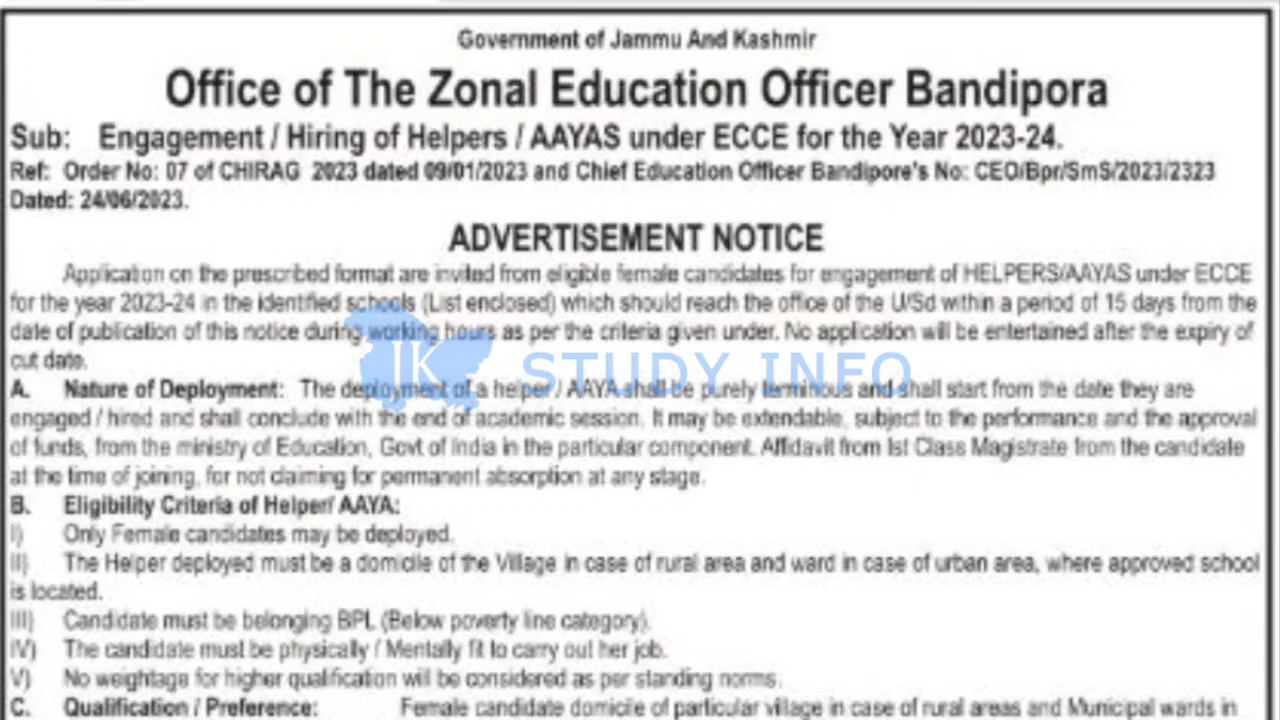 Government of Jammu And Kashmir
Office of The Zonal Education Officer Bandipora
Sub: Engagement / Hiring of Helpers / AAYAS under ECCE for the Year 2023-24.
Ref: Order No: 07 of CHIRAG 2023 dated 09/01/2023 and Chief Education Officer Bandipore's No: CEO/Bpr/SmS/2023/2323
Dated: 24/06/2023.
ADVERTISEMENT NOTICE
Application on the prescribed format are invited from eligible female candidates for engagement of HELPERS/AAYAS under ECCE
for the year 2023-24 in the identified schools (List enclosed) which should reach the office of the U/Sd within a period of 15 days from the
date of publication of this notice during working hours as per the criteria given under. No application will be entertained after the expiry of
cut date.
JK STUDY INFO
A. Nature of Deployment: The deployment of a helper / AAYA shall be purely terminous and shall start from the date they are
engaged / hired and shall conclude with the end of academic session. It may be extendable, subject to the performance and the approval
of funds, from the ministry of Education, Govt of India in the particular component. Affidavit from Ist Class Magistrate from the candidate
at the time of joining, for not claiming for permanent absorption at any stage.
B. Eligibility Criteria of Helper/ AAYA:
I) Only Female candidates may be deployed.
II) The Helper deployed must be a domicile of the Village in case of rural area and ward in case of urban area, where approved school
is located.
III) Candidate must be belonging BPL (Below poverty line category).
IV) The candidate must be physically / Mentally fit to carry out her job.
V) No weightage for higher qualification will be considered as per standing norms.
C. Qualification / Preference: Female candidate domicile of particular village in case of rural areas and Municipal wards in